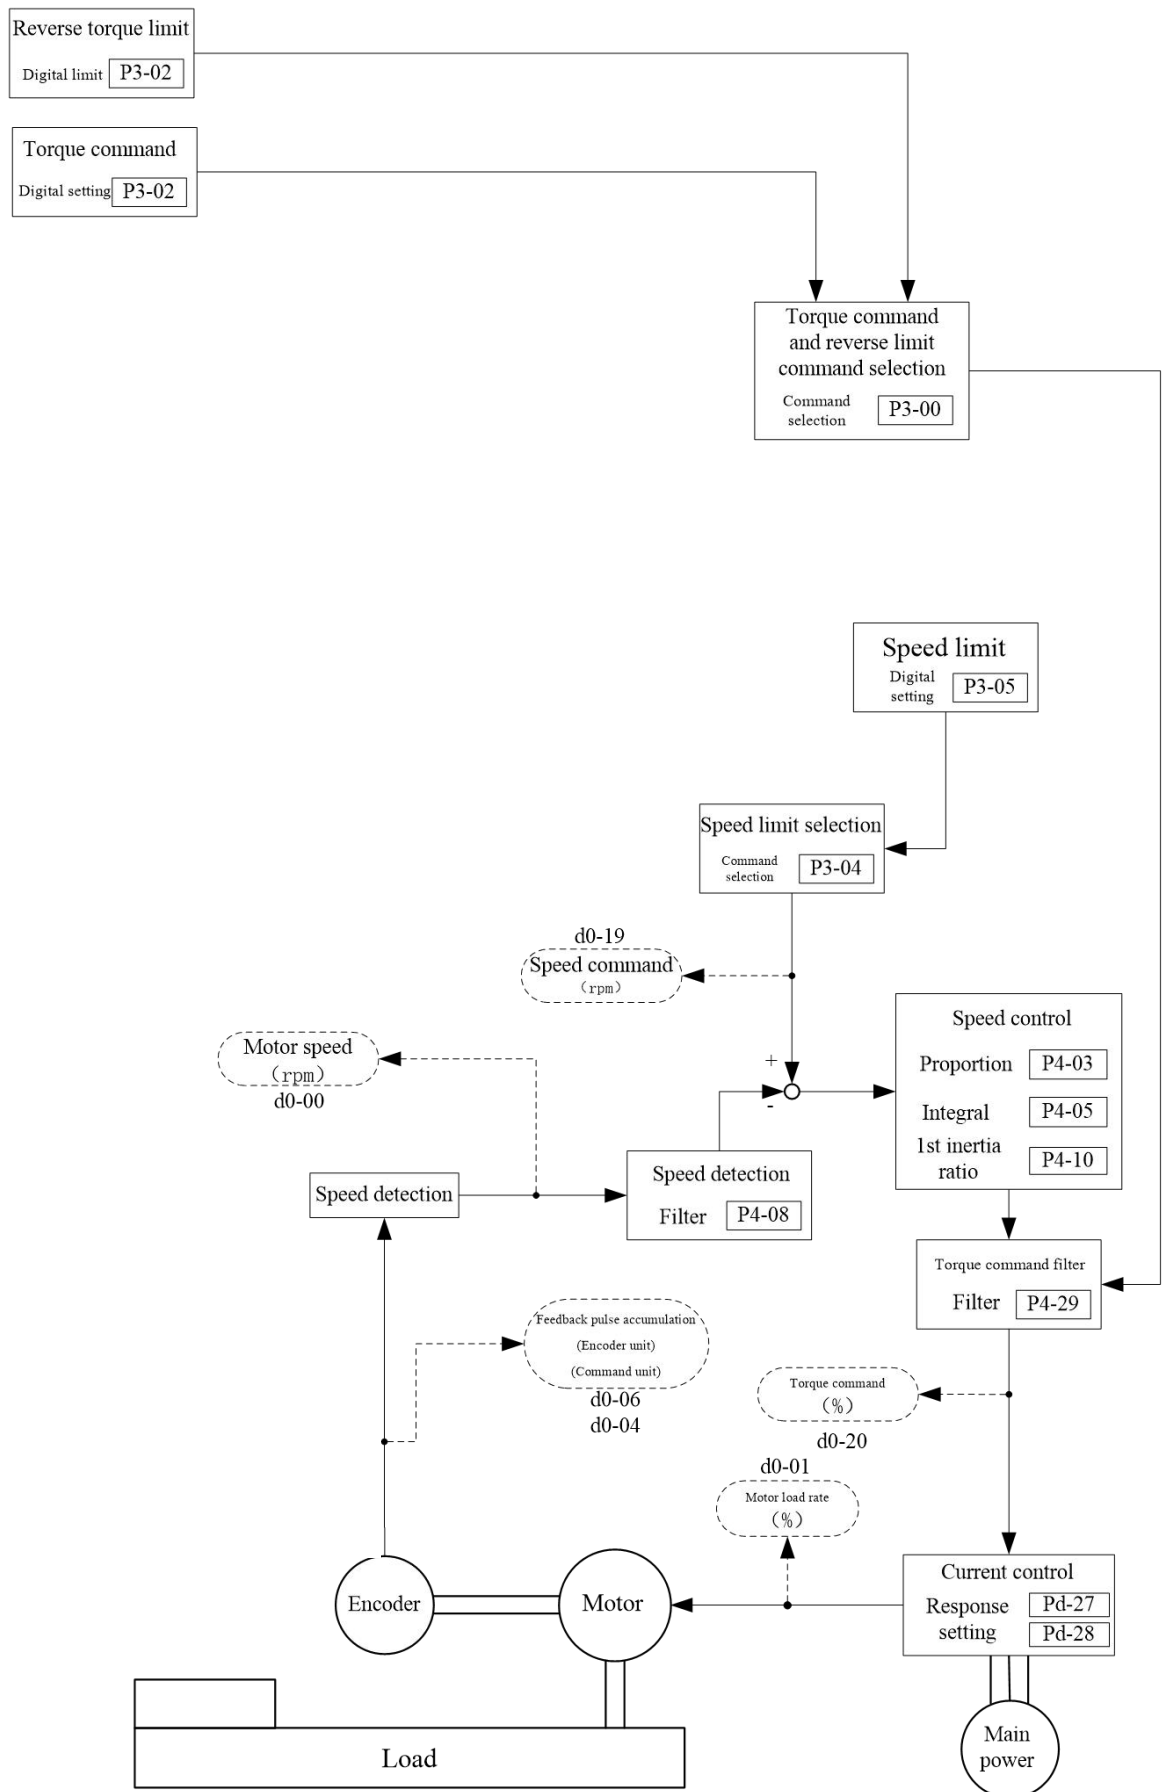 Reverse torque limit
Digital limit P3-02
Torque command
Digital setting P3-02
Torque command
and reverse limit
command selection
Command
selection
P3-00
Speed limit
Digital
setting
P3-05
Speed limit selection
Command
selection
P3-04
d0-19
Speed command
（rpm）
Motor speed
（rpm）
d0-00
+
-
Speed control
Proportion P4-03
Integral P4-05
1st inertia
ratio
P4-10
Speed detection
Speed detection
Filter P4-08
Torque command filter
Filter P4-29
Feedback pulse accumulation
(Encoder unit)
(Command unit)
d0-06
d0-04
Torque command
（%）
d0-20
d0-01
Motor load rate
（%）
Current control
Response
setting
Pd-27
Pd-28
Encoder
Motor
Main
power
Load